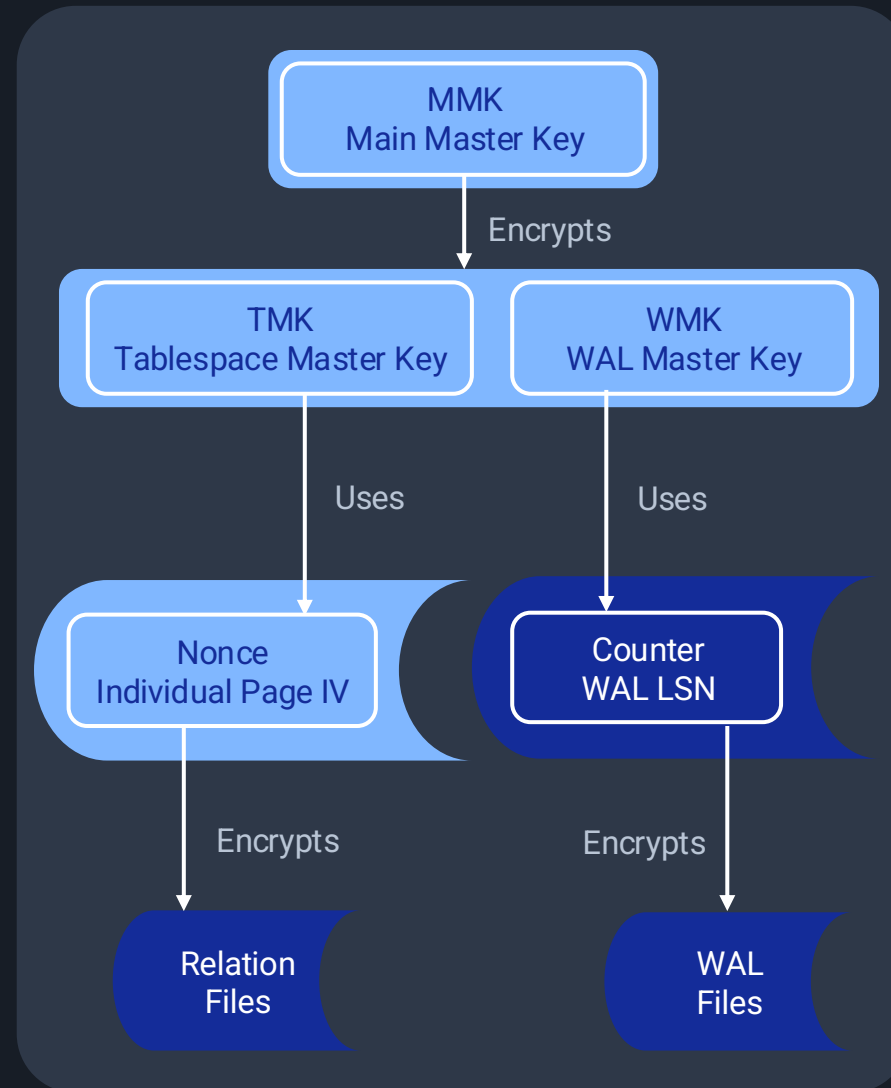 MMK
Main Master Key
Encrypts
TMK
Tablespace Master Key
WMK
WAL Master Key
Uses
Uses
Nonce
Individual Page IV
Counter
WAL LSN
Encrypts
Encrypts
Relation
Files
WAL
Files